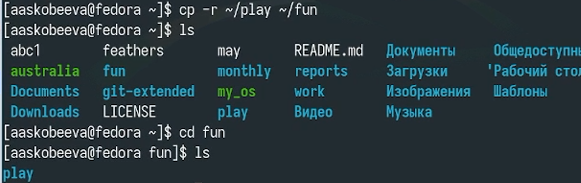 [aaskobeeva@fedora ~]$ cp -r ~/play ~/fun
[aaskobeeva@fedora ~]$ ls
abc1 feathers may README.md Документы Общедоступны
australia fun monthly reports Загрузки 'Рабочий стол
Documents git-extended my_os work Изображения Шаблоны
Downloads LICENSE play Видео Музыка
[aaskobeeva@fedora ~]$ cd fun
[aaskobeeva@fedora fun]$ ls
play